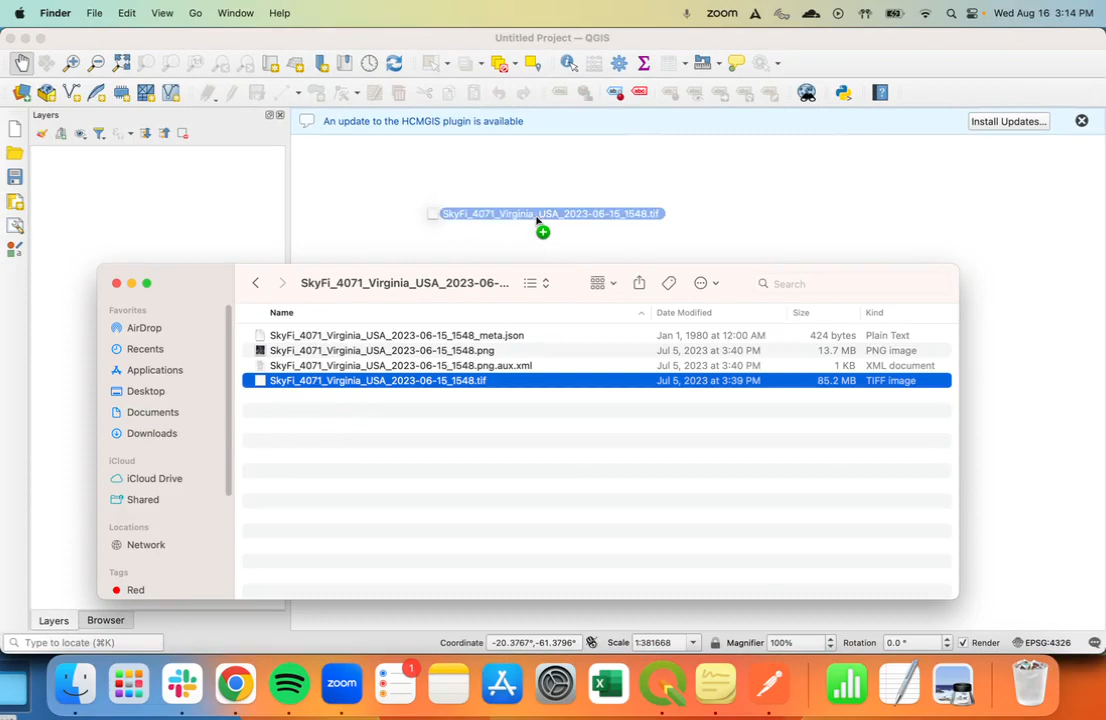 Finder File Edit View Go Window Help zoom Wed Aug 16 3:14 PM
Untitled Project — QGIS
Layers
An update to the HCMGIS plugin is available Install Updates...
SkyFi_4071_Virginia_USA_2023-06-15_1548.tif
SkyFi_4071_Virginia_USA_2023-06-... Search
Favorites
AirDrop
Recents
Applications
Desktop
Documents
Downloads
iCloud
iCloud Drive
Shared
Locations
Network
Tags
Red
Name Date Modified Size Kind
SkyFi_4071_Virginia_USA_2023-06-15_1548_meta.json Jan 1, 1980 at 12:00 AM 424 bytes Plain Text
SkyFi_4071_Virginia_USA_2023-06-15_1548.png Jul 5, 2023 at 3:40 PM 13.7 MB PNG image
SkyFi_4071_Virginia_USA_2023-06-15_1548.png.aux.xml Jul 5, 2023 at 3:40 PM 1 KB XML document
SkyFi_4071_Virginia_USA_2023-06-15_1548.tif Jul 5, 2023 at 3:39 PM 85.2 MB TIFF image
Layers Browser
Type to locate (⌘K) Coordinate -20.3767°,-61.3796° Scale 1:381668 Magnifier 100% Rotation 0.0 ° Render EPSG:4326
zoom 1